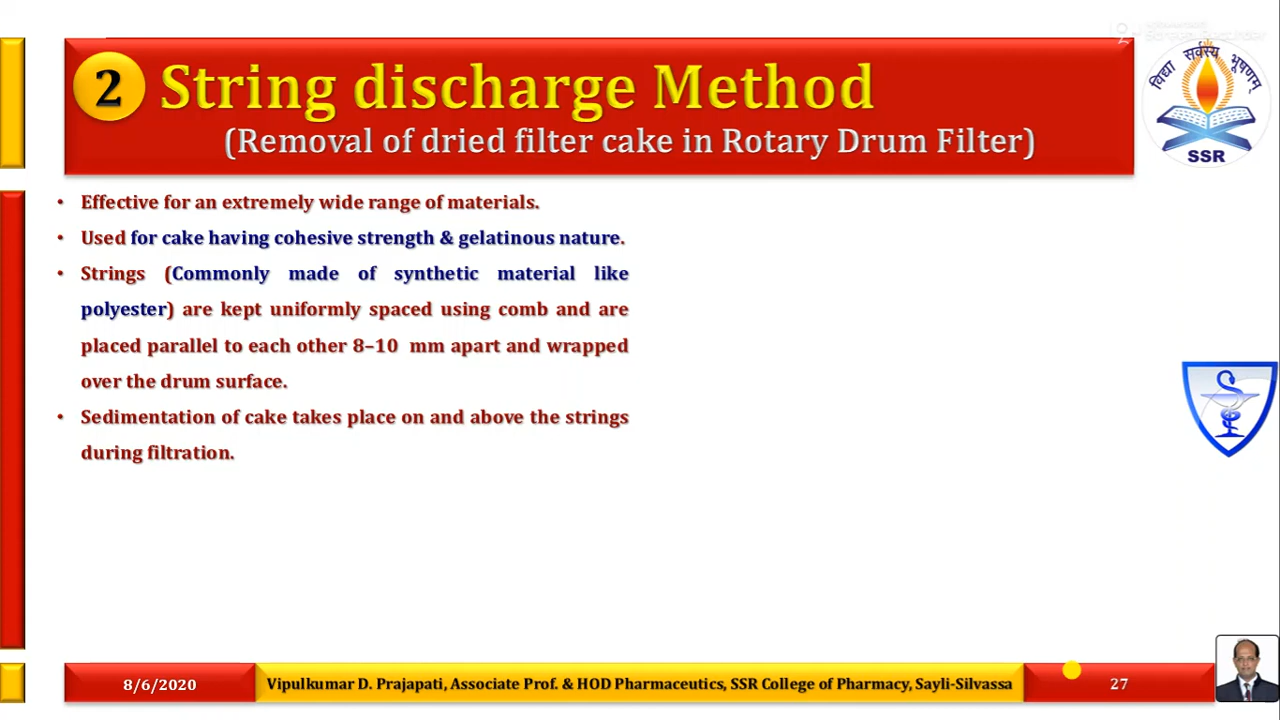 2
String discharge Method
(Removal of dried filter cake in Rotary Drum Filter)
विद्या सर्वस्य भूषणम्
SSR
• Effective for an extremely wide range of materials.
• Used for cake having cohesive strength & gelatinous nature.
• Strings (Commonly made of synthetic material like
polyester) are kept uniformly spaced using comb and are
placed parallel to each other 8–10 mm apart and wrapped
over the drum surface.
• Sedimentation of cake takes place on and above the strings
during filtration.
8/6/2020
Vipulkumar D. Prajapati, Associate Prof. & HOD Pharmaceutics, SSR College of Pharmacy, Sayli-Silvassa
27